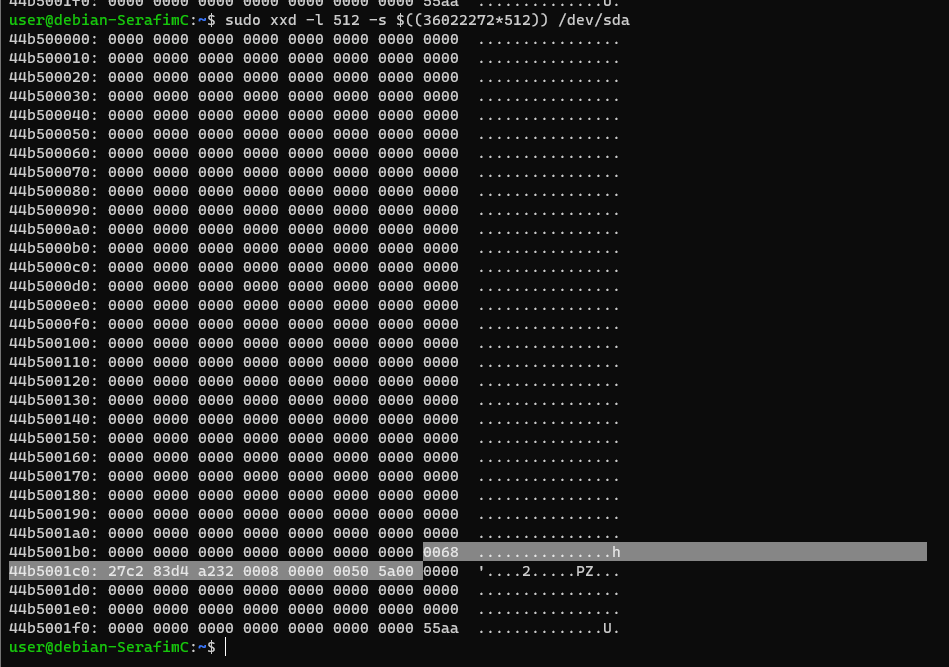 user@debian-SerafimC:~$ sudo xxd -l 512 -s $((36022272*512)) /dev/sda
44b500000: 0000 0000 0000 0000 0000 0000 0000 0000  ................
44b500010: 0000 0000 0000 0000 0000 0000 0000 0000  ................
44b500020: 0000 0000 0000 0000 0000 0000 0000 0000  ................
44b500030: 0000 0000 0000 0000 0000 0000 0000 0000  ................
44b500040: 0000 0000 0000 0000 0000 0000 0000 0000  ................
44b500050: 0000 0000 0000 0000 0000 0000 0000 0000  ................
44b500060: 0000 0000 0000 0000 0000 0000 0000 0000  ................
44b500070: 0000 0000 0000 0000 0000 0000 0000 0000  ................
44b500080: 0000 0000 0000 0000 0000 0000 0000 0000  ................
44b500090: 0000 0000 0000 0000 0000 0000 0000 0000  ................
44b5000a0: 0000 0000 0000 0000 0000 0000 0000 0000  ................
44b5000b0: 0000 0000 0000 0000 0000 0000 0000 0000  ................
44b5000c0: 0000 0000 0000 0000 0000 0000 0000 0000  ................
44b5000d0: 0000 0000 0000 0000 0000 0000 0000 0000  ................
44b5000e0: 0000 0000 0000 0000 0000 0000 0000 0000  ................
44b5000f0: 0000 0000 0000 0000 0000 0000 0000 0000  ................
44b500100: 0000 0000 0000 0000 0000 0000 0000 0000  ................
44b500110: 0000 0000 0000 0000 0000 0000 0000 0000  ................
44b500120: 0000 0000 0000 0000 0000 0000 0000 0000  ................
44b500130: 0000 0000 0000 0000 0000 0000 0000 0000  ................
44b500140: 0000 0000 0000 0000 0000 0000 0000 0000  ................
44b500150: 0000 0000 0000 0000 0000 0000 0000 0000  ................
44b500160: 0000 0000 0000 0000 0000 0000 0000 0000  ................
44b500170: 0000 0000 0000 0000 0000 0000 0000 0000  ................
44b500180: 0000 0000 0000 0000 0000 0000 0000 0000  ................
44b500190: 0000 0000 0000 0000 0000 0000 0000 0000  ................
44b5001a0: 0000 0000 0000 0000 0000 0000 0000 0000  ................
44b5001b0: 0000 0000 0000 0000 0000 0000 0000 0068  ...............h
44b5001c0: 27c2 83d4 a232 0008 0000 0050 5a00 0000  '....2.....PZ...
44b5001d0: 0000 0000 0000 0000 0000 0000 0000 0000  ................
44b5001e0: 0000 0000 0000 0000 0000 0000 0000 0000  ................
44b5001f0: 0000 0000 0000 0000 0000 0000 0000 55aa  ..............U.
user@debian-SerafimC:~$